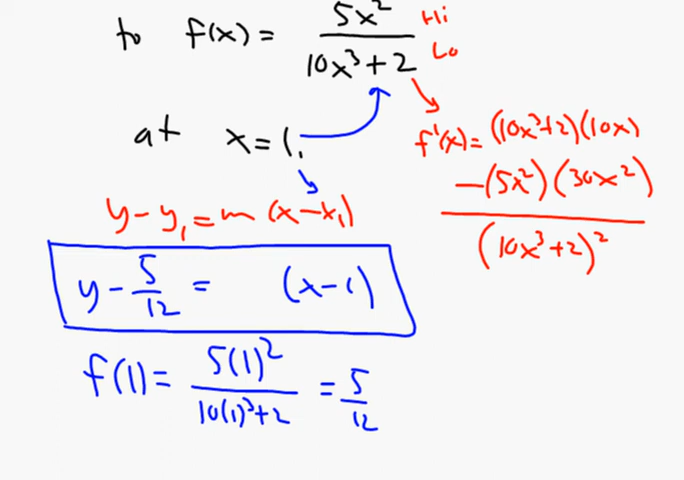 to f(x) = 5x² / 10x³+2 Hi Lo
at x=1.
f'(x) = (10x³+2)(10x)
-(5x²)(30x²)
(10x³+2)²
y-y₁ = m(x-x₁)
y - 5/12 = (x-1)
f(1) = 5(1)² / 10(1)³+2 = 5/12